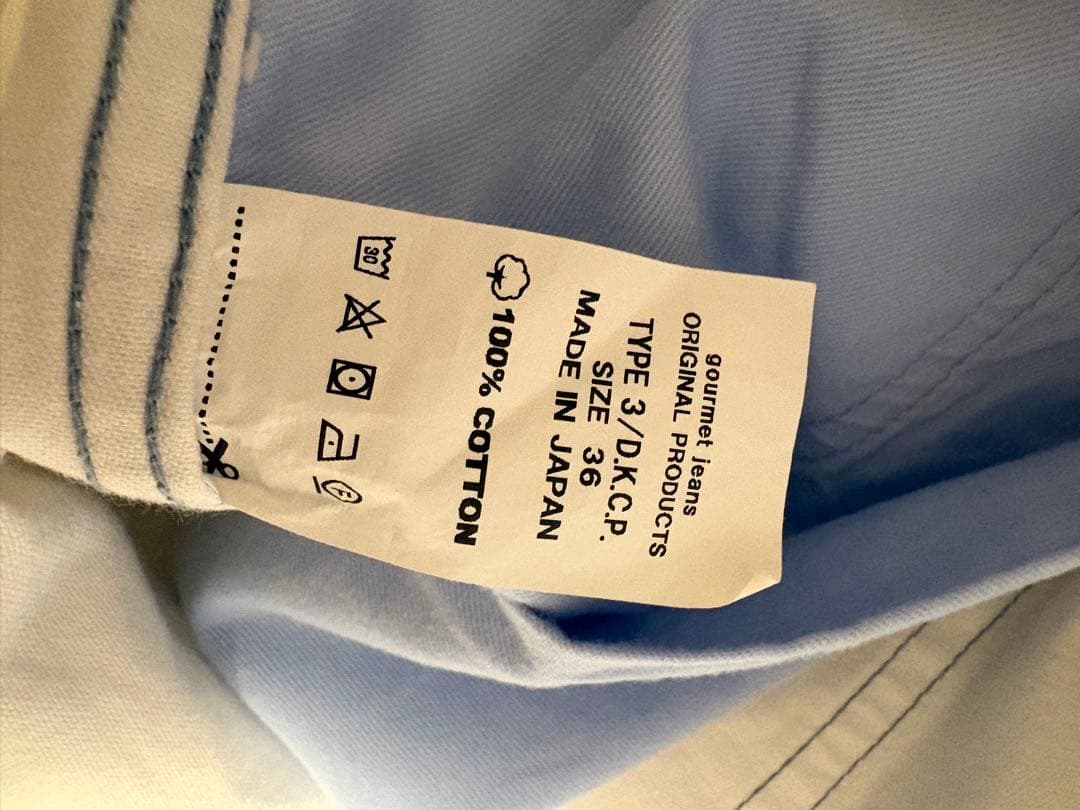 gourmet jeans
ORIGINAL PRODUCTS
TYPE 3/D.K.C.P.
SIZE 36
MADE IN JAPAN
100% COTTON
30
F